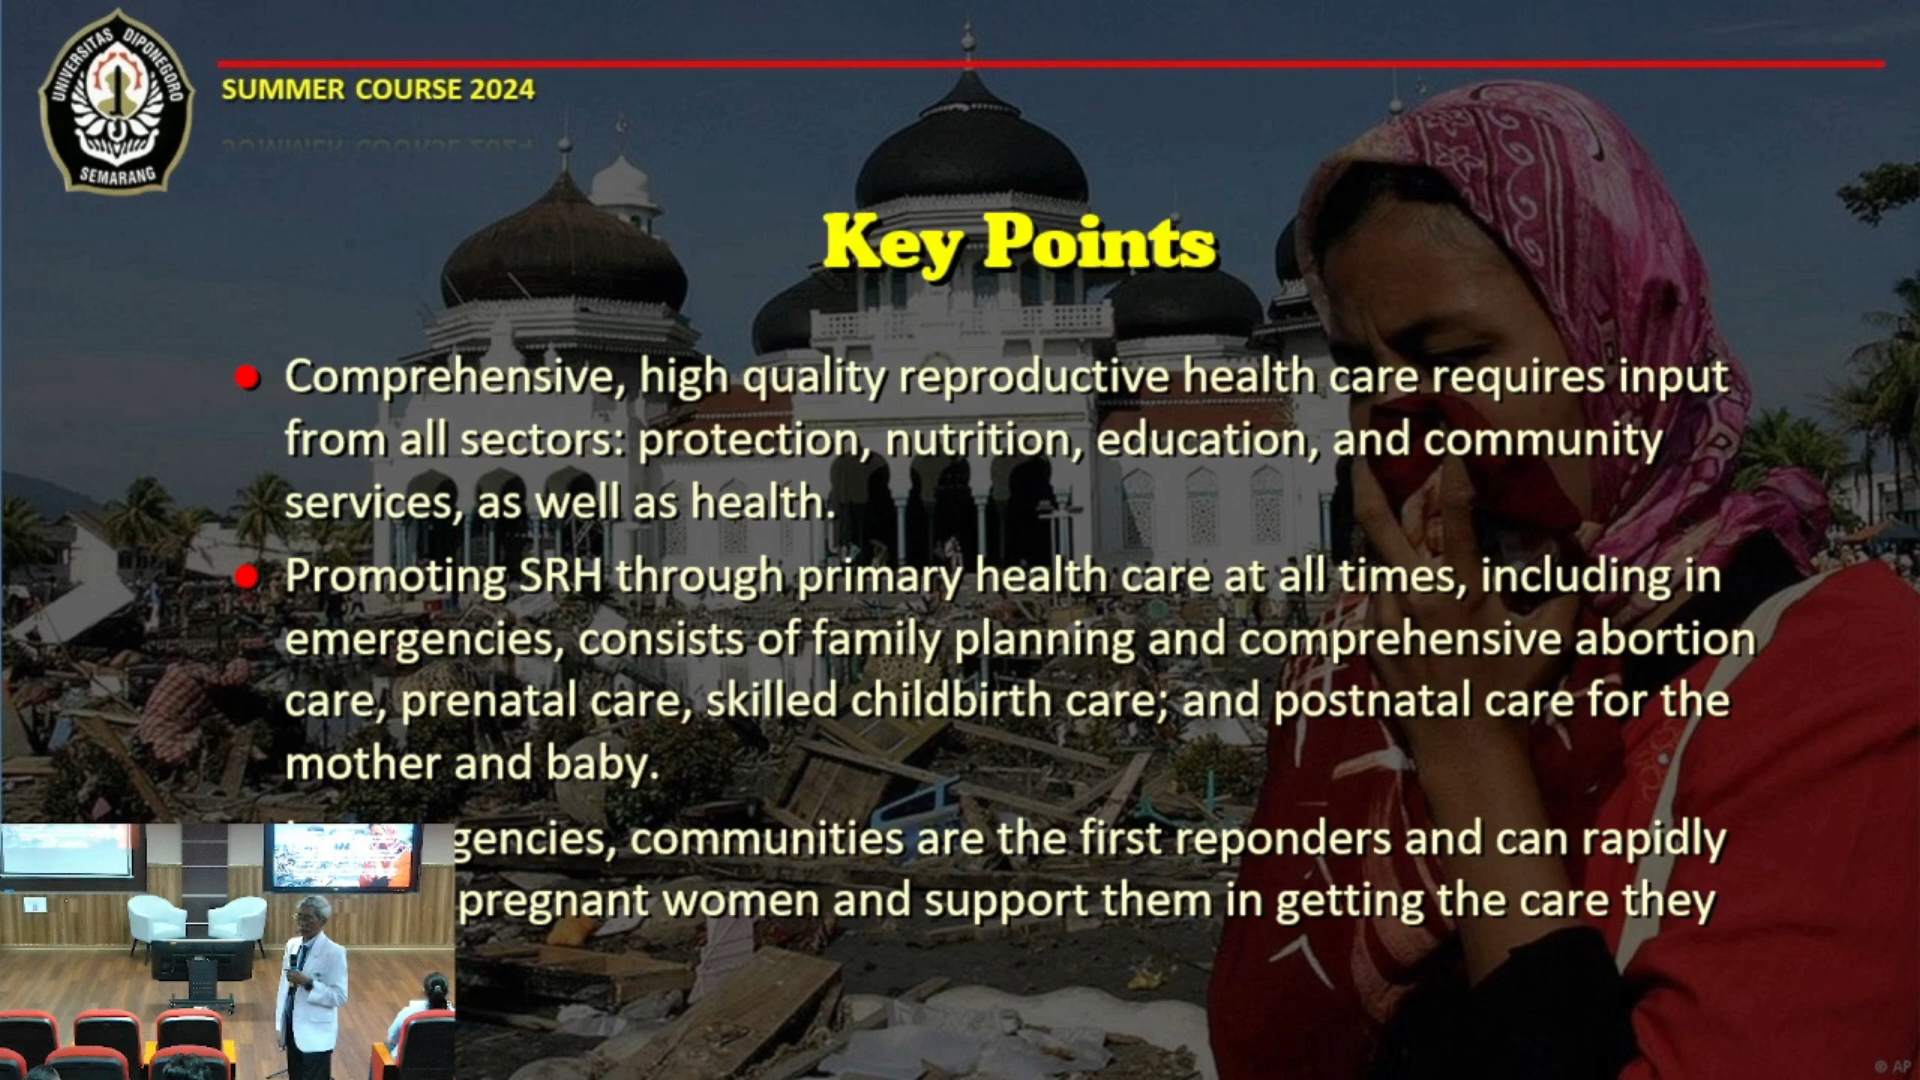 UNIVERSITAS DIPONEGORO
SEMARANG
SUMMER COURSE 2024
Key Points
Comprehensive, high quality reproductive health care requires input
from all sectors: protection, nutrition, education, and community
services, as well as health.
Promoting SRH through primary health care at all times, including in
emergencies, consists of family planning and comprehensive abortion
care, prenatal care, skilled childbirth care; and postnatal care for the
mother and baby.
gencies, communities are the first reponders and can rapidly
pregnant women and support them in getting the care they
© AP